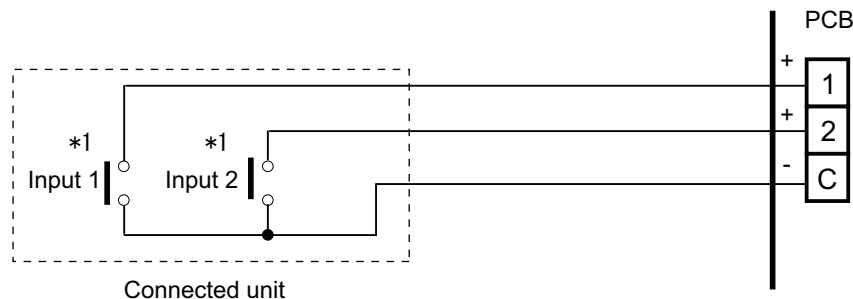 PCB
+
1
+
2
*1
*1
-
Input 1
Input 2
C
Connected unit